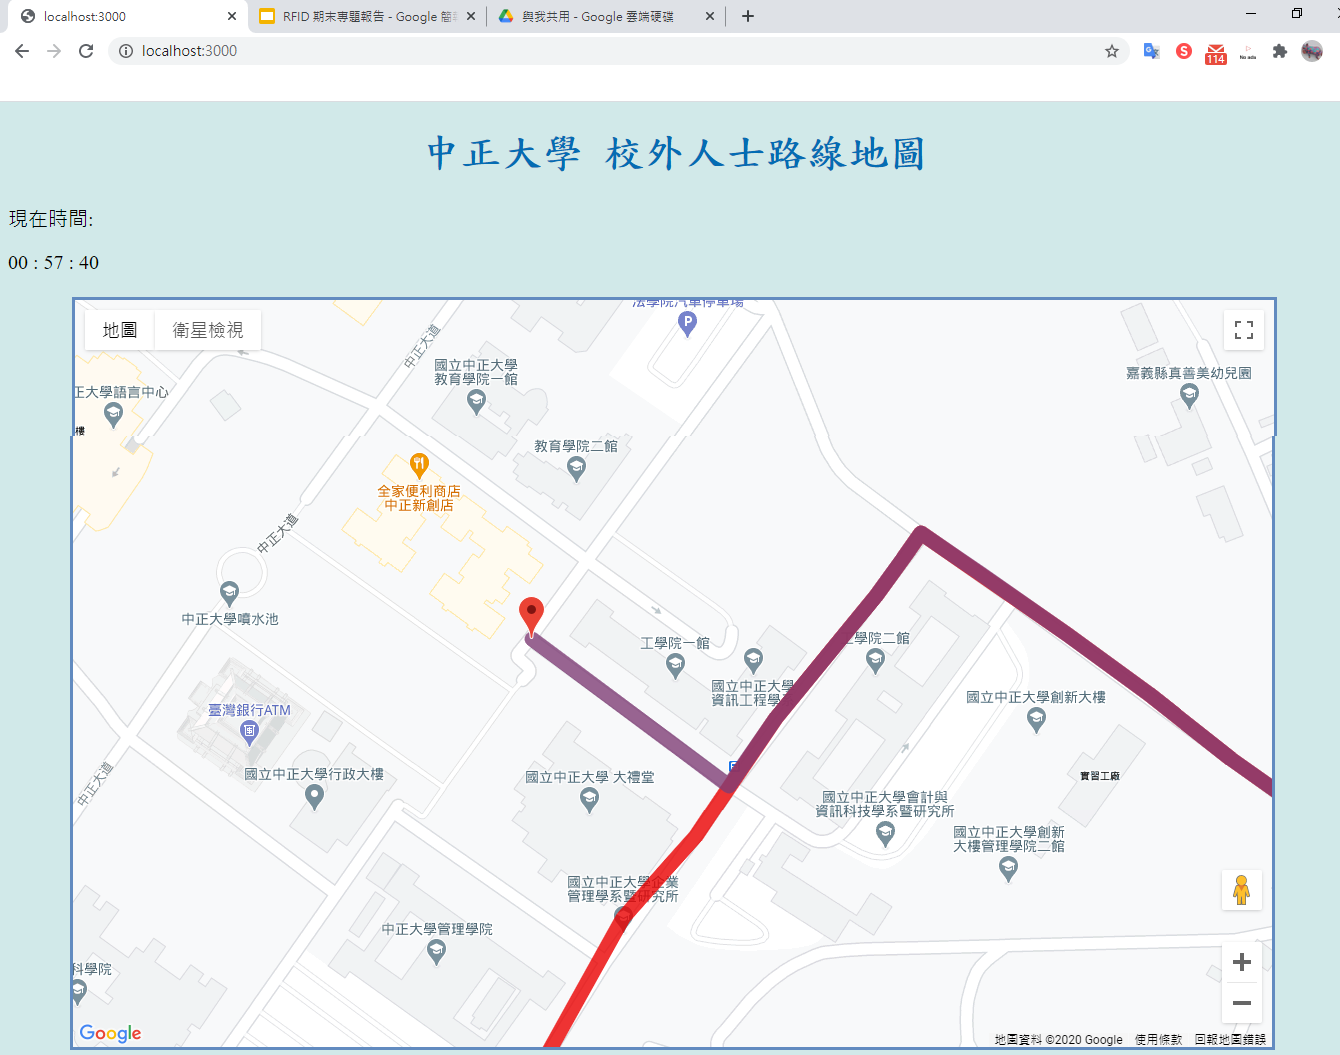 localhost:3000
RFID 期末專題報告 - Google 簡
與我共用 - Google 雲端硬碟
localhost:3000
114
No ads
中正大學 校外人士路線地圖
現在時間:
00 : 57 : 40
地圖
衛星檢視
法學院汽車停車場
P
中正大道
國立中正大學
教育學院一館
嘉義縣真善美幼兒園
正大學語言中心
樓
教育學院二館
全家便利商店
中正新創店
中正大道
中正大學噴水池
工學院一館
工學院二館
國立中正大學
資訊工程學
國立中正大學創新大樓
臺灣銀行ATM
國立中正大學行政大樓
國立中正大學 大禮堂
實習工廠
中正大道
國立中正大學會計與
資訊科技學系暨研究所
國立中正大學創新
大樓管理學院二館
國立中正大學企業
管理學系暨研究所
中正大學管理學院
科學院
Google
地圖資料 ©2020 Google
使用條款
回報地圖錯誤